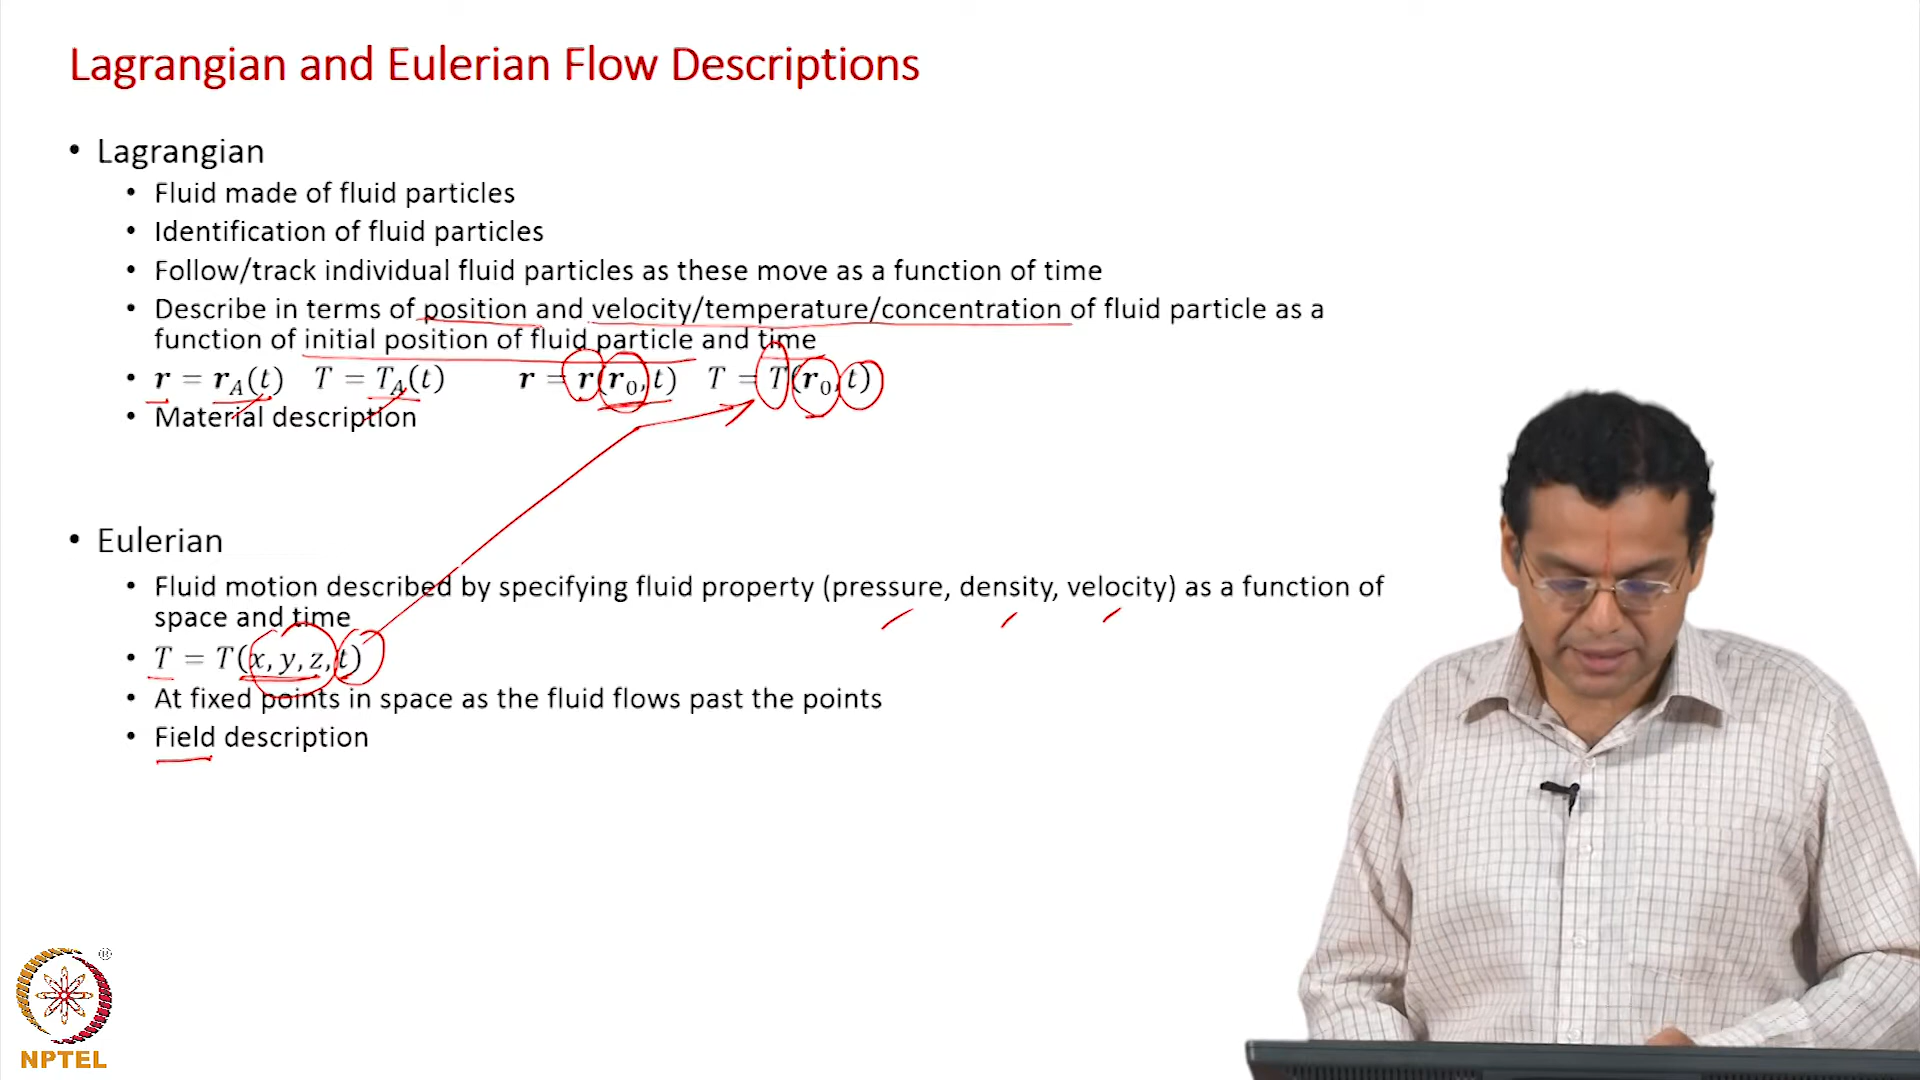 Lagrangian and Eulerian Flow Descriptions
• Lagrangian
• Fluid made of fluid particles
• Identification of fluid particles
• Follow/track individual fluid particles as these move as a function of time
• Describe in terms of position and velocity/temperature/concentration of fluid particle as a
function of initial position of fluid particle and time
• r = r_A(t) T = T_A(t) r = r(r_0, t) T = T(r_0, t)
• Material description
• Eulerian
• Fluid motion described by specifying fluid property (pressure, density, velocity) as a function of
space and time
• T = T(x, y, z, t)
• At fixed points in space as the fluid flows past the points
• Field description
®
NPTEL